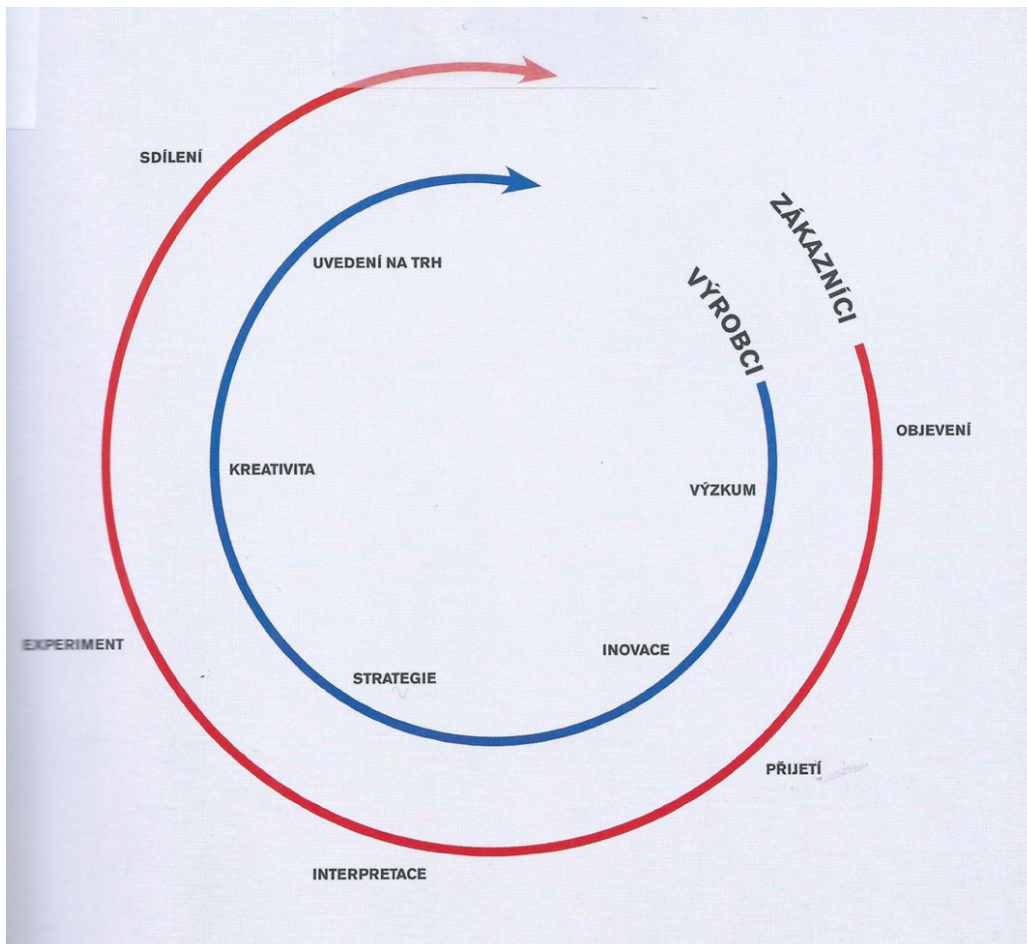 SDÍLENÍ
ZÁKAZNÍCI
UVEDENÍ NA TRH
VÝROBCI
OBJEVENÍ
KREATIVITA
VÝZKUM
EXPERIMENT
INOVACE
STRATEGIE
PŘIJETÍ
INTERPRETACE